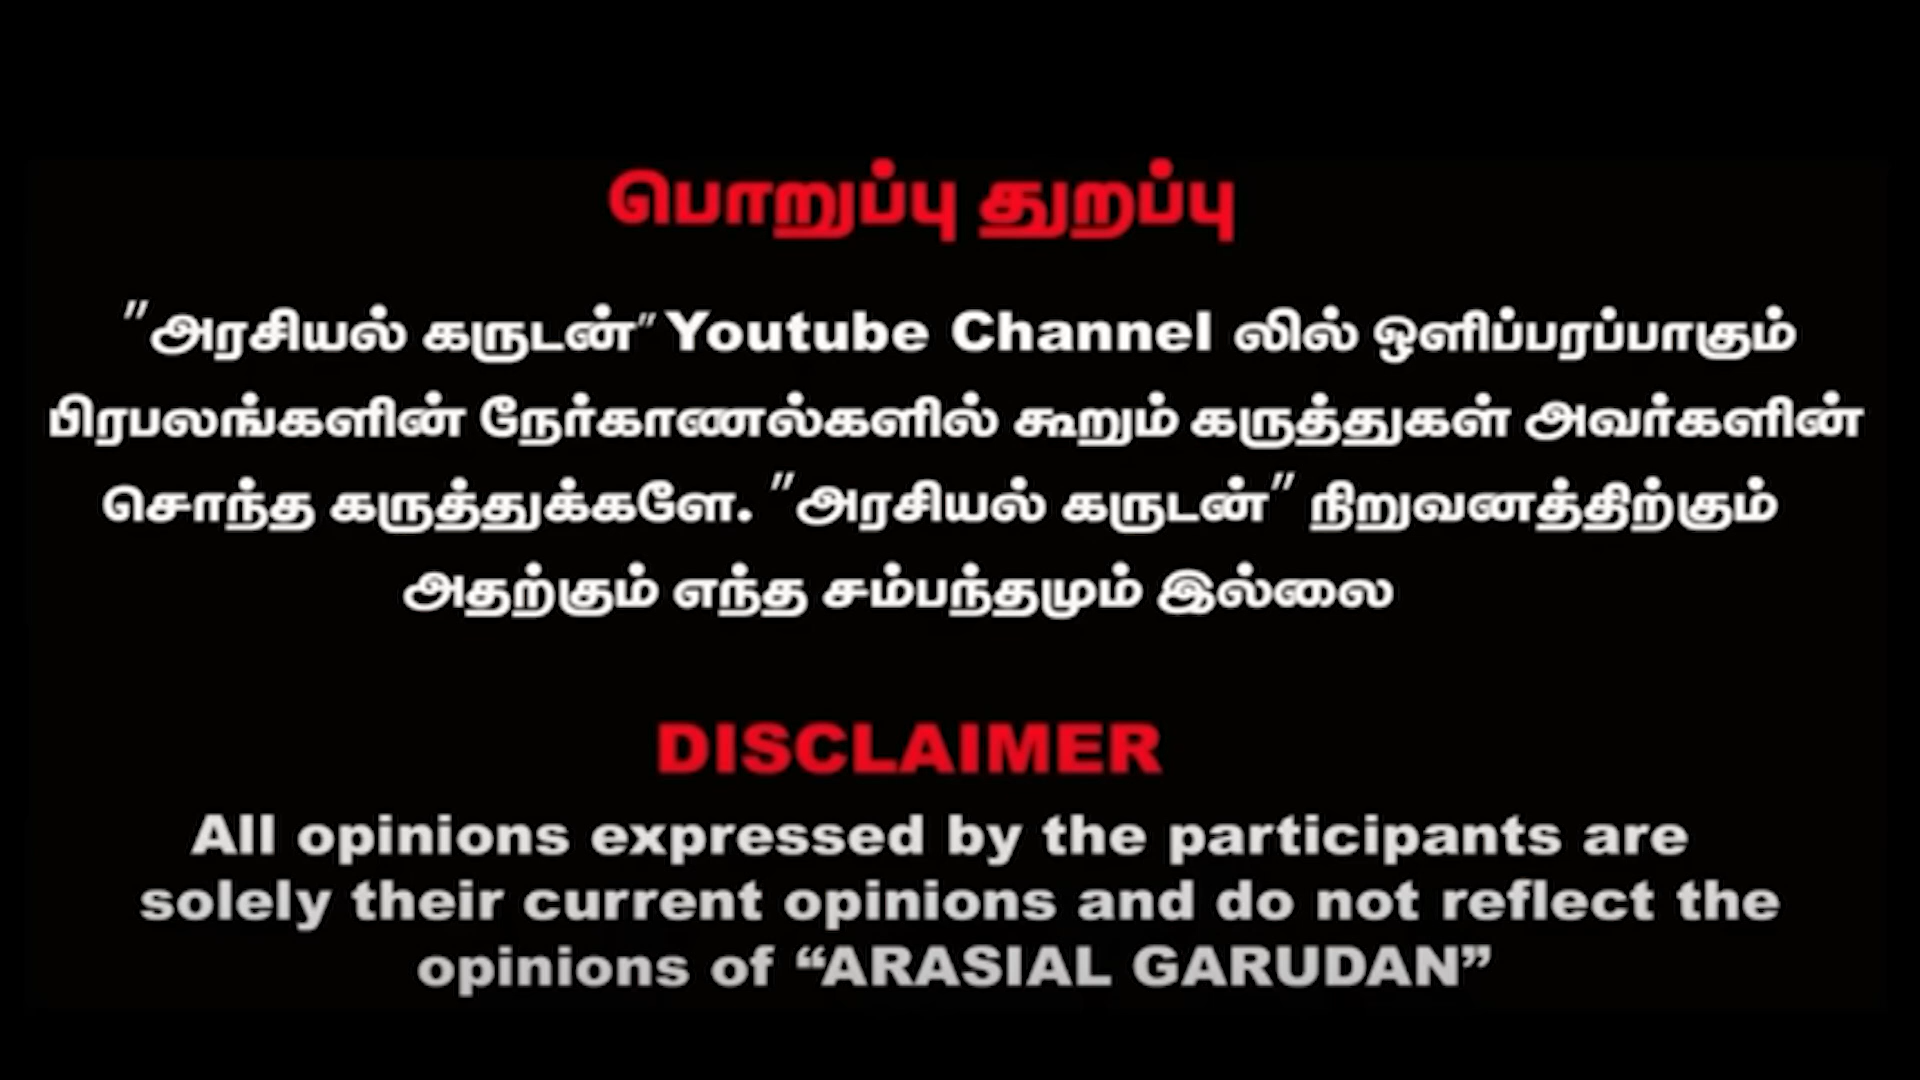 பொறுப்பு துறப்பு
"அரசியல் கருடன்" Youtube Channel லில் ஒளிப்பரப்பாகும்
பிரபலங்களின் நேர்காணல்களில் கூறும் கருத்துகள் அவர்களின்
சொந்த கருத்துக்களே. "அரசியல் கருடன்" நிறுவனத்திற்கும்
அதற்கும் எந்த சம்பந்தமும் இல்லை
DISCLAIMER
All opinions expressed by the participants are
solely their current opinions and do not reflect the
opinions of “ARASIAL GARUDAN”